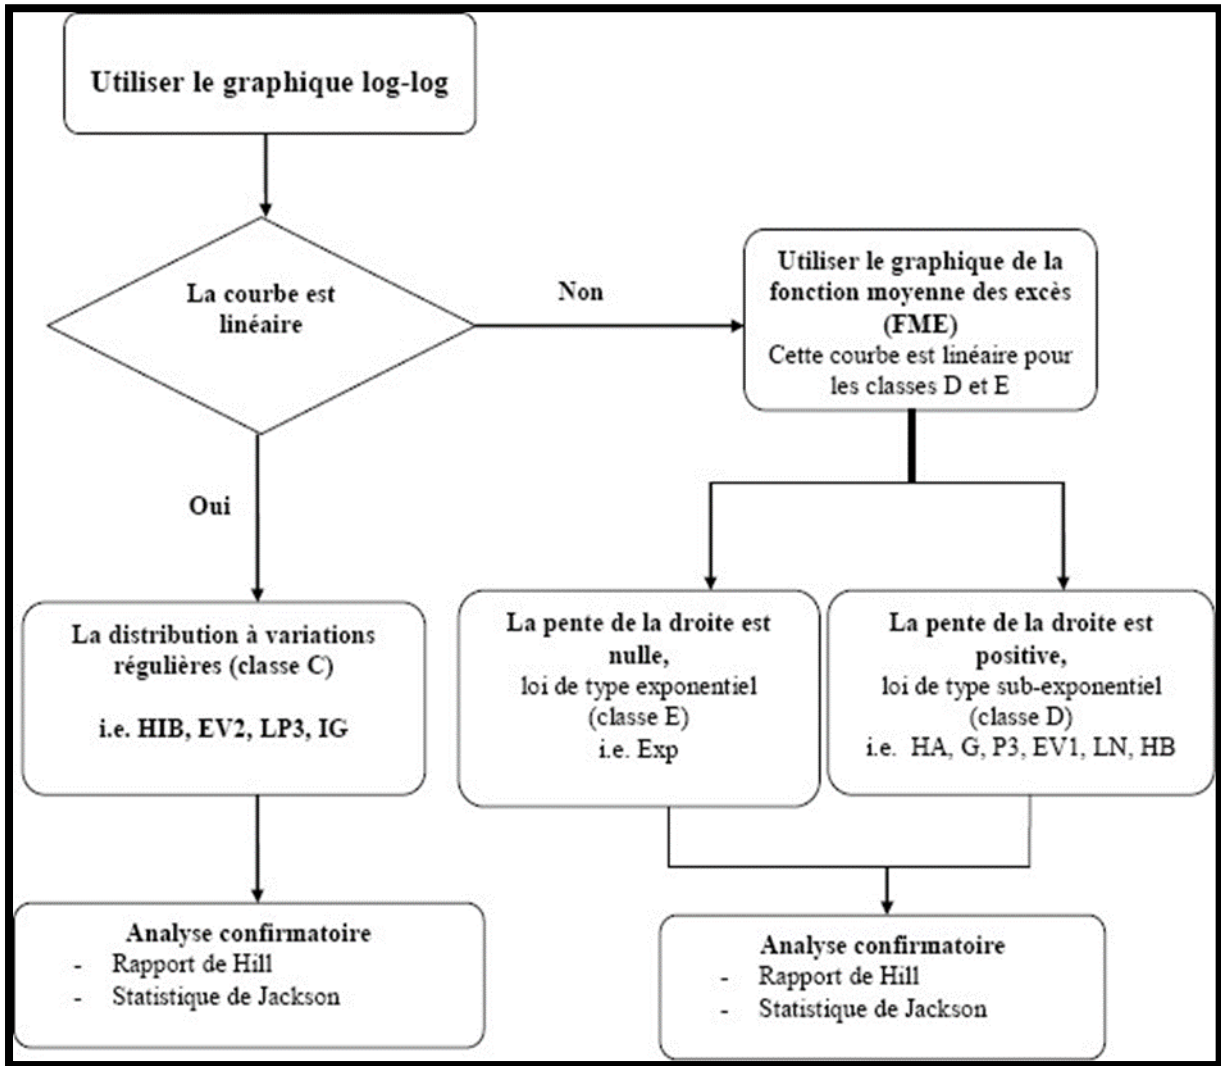 Utiliser le graphique log-log
La courbe est
linéaire
Non
Utiliser le graphique de la
fonction moyenne des excès
(FME)
Cette courbe est linéaire pour
les classes D et E
Oui
La distribution à variations
régulières (classe C)
i.e. HIB, EV2, LP3, IG
La pente de la droite est
nulle,
loi de type exponentiel
(classe E)
i.e. Exp
La pente de la droite est
positive,
loi de type sub-exponentiel
(classe D)
i.e. HA, G, P3, EV1, LN, HB
Analyse confirmatoire
- Rapport de Hill
- Statistique de Jackson
Analyse confirmatoire
- Rapport de Hill
- Statistique de Jackson